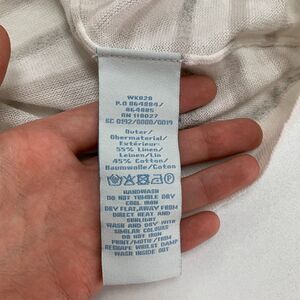 WK028
P.O 864884/
864885
RN 118027
SC 0192/0000/0019
Outer/
Obermaterial/
Extérieur:
55% Linen/
Leinen/Lin
45% Cotton/
Baumwolle/Coton
HANDWASH
DO NOT TUMBLE DRY
COOL IRON
DRY FLAT, AWAY FROM
DIRECT HEAT AND
SUNLIGHT
WASH AND DRY WITH
SIMILAR COLOURS
DO NOT IRON
PRINT/MOTIF/TRIM
RESHAPE WHILST DAMP
WASH INSIDE OUT